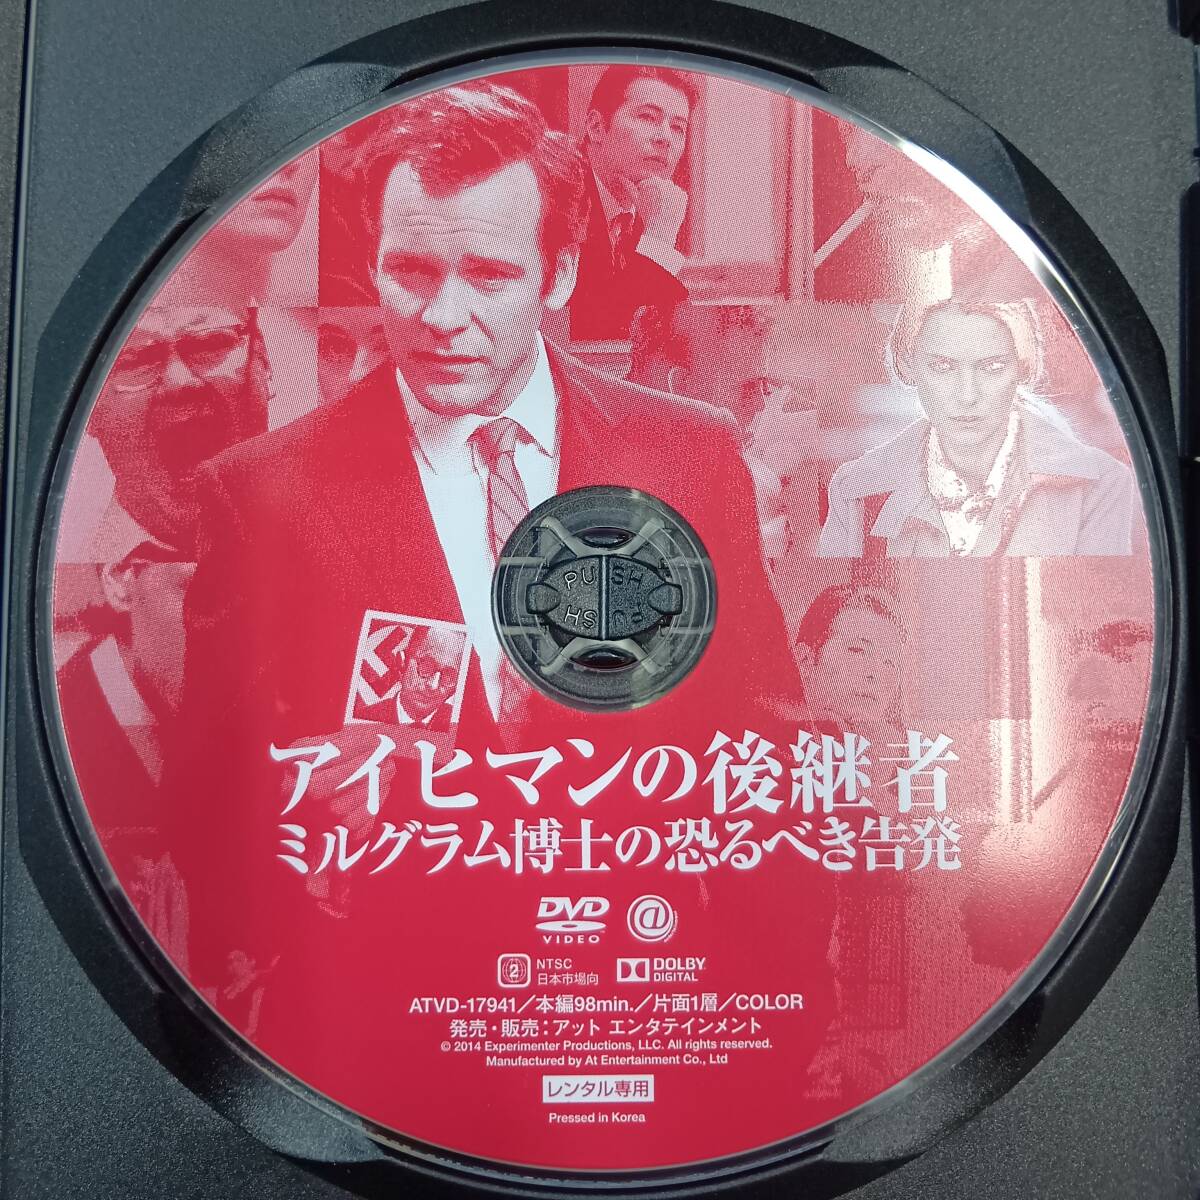 PUSH
PUSH
アイヒマンの後継者
ミルグラム博士の恐るべき告発
DVD
VIDEO
@
2 NTSC
日本市場向
DOLBY
DIGITAL
ATVD-17941/本編98min./片面1層/COLOR
発売・販売:アット エンタテインメント
© 2014 Experimenter Productions, LLC. All rights reserved.
Manufactured by At Entertainment Co., Ltd
レンタル専用
Pressed in Korea